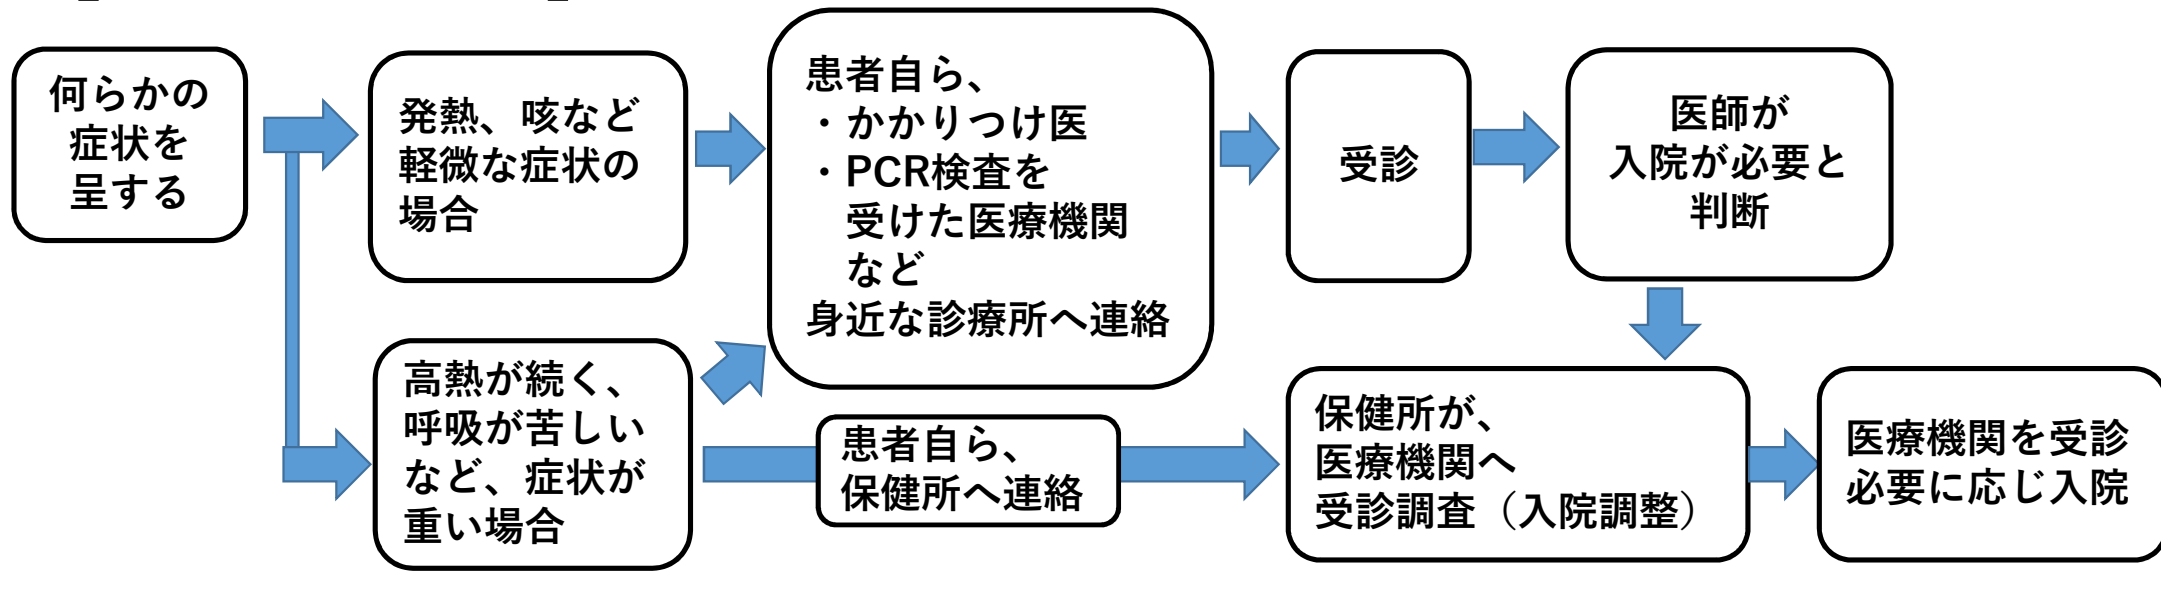 何らかの
症状を
呈する
発熱、咳など
軽微な症状の
場合
患者自ら、
・かかりつけ医
・PCR検査を
受けた医療機関
など
身近な診療所へ連絡
受診
医師が
入院が必要と
判断
高熱が続く、
呼吸が苦しい
など、症状が
重い場合
患者自ら、
保健所へ連絡
保健所が、
医療機関へ
受診調査（入院調整）
医療機関を受診
必要に応じ入院